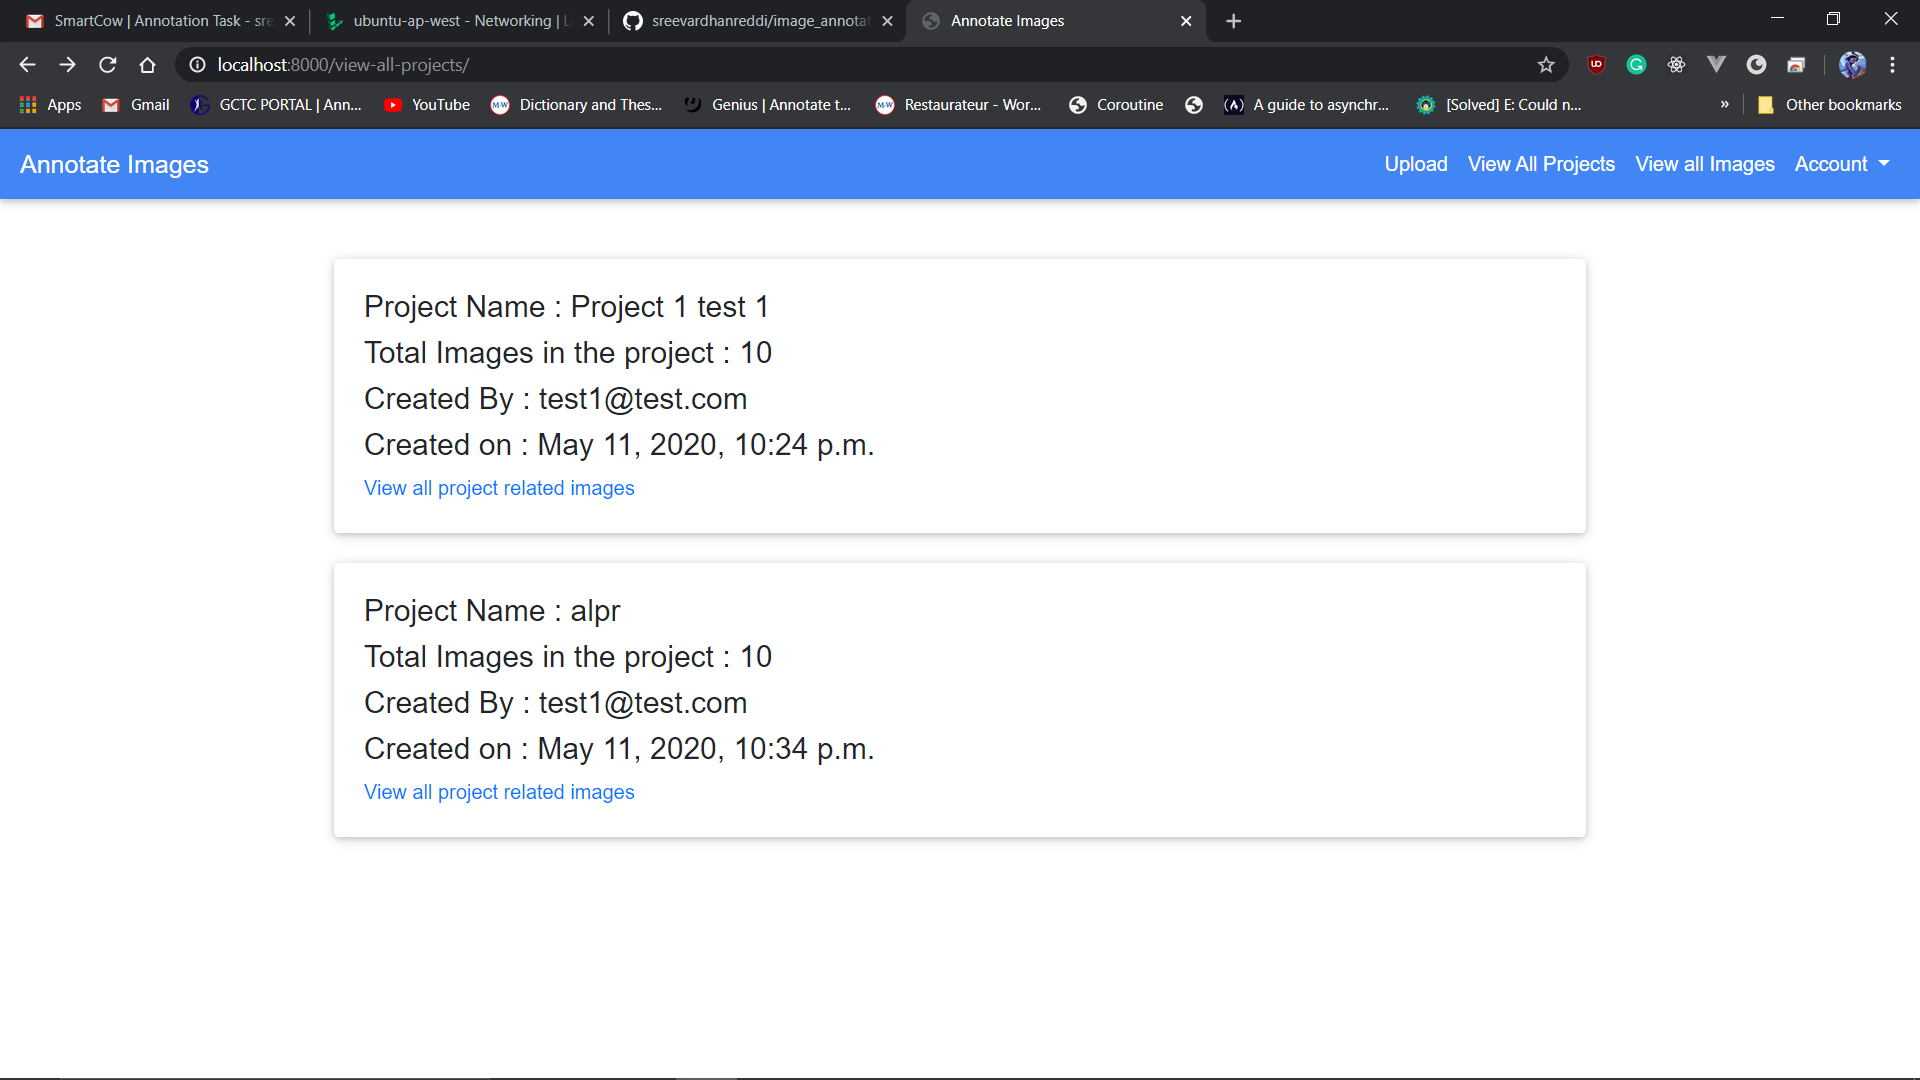 SmartCow | Annotation Task - sre
ubuntu-ap-west - Networking | L
sreevardhanreddi/image_annotat
Annotate Images
localhost:8000/view-all-projects/
Apps
Gmail
GCTC PORTAL | Ann...
YouTube
Dictionary and Thes...
Genius | Annotate t...
Restaurateur - Wor...
Coroutine
A guide to asynchr...
[Solved] E: Could n...
»
Other bookmarks
Annotate Images
Upload
View All Projects
View all Images
Account
Project Name : Project 1 test 1
Total Images in the project : 10
Created By : test1@test.com
Created on : May 11, 2020, 10:24 p.m.
View all project related images
Project Name : alpr
Total Images in the project : 10
Created By : test1@test.com
Created on : May 11, 2020, 10:34 p.m.
View all project related images